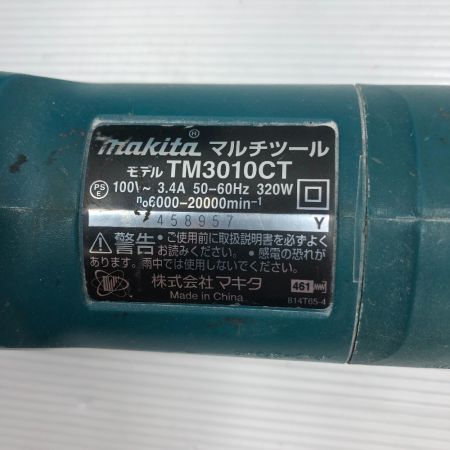 makita® マルチツール
モデル TM3010CT
PS E 100V~ 3.4A 50-60Hz 320W
n₀6000-20000min⁻¹
458957 Y
⚠警告 ・ご使用前に取扱説明書を必ずよく
お読みください。・感電の恐れが
あります。雨中では使用しないでください。
株式会社 マキタ 461
Made in China 814T65-4